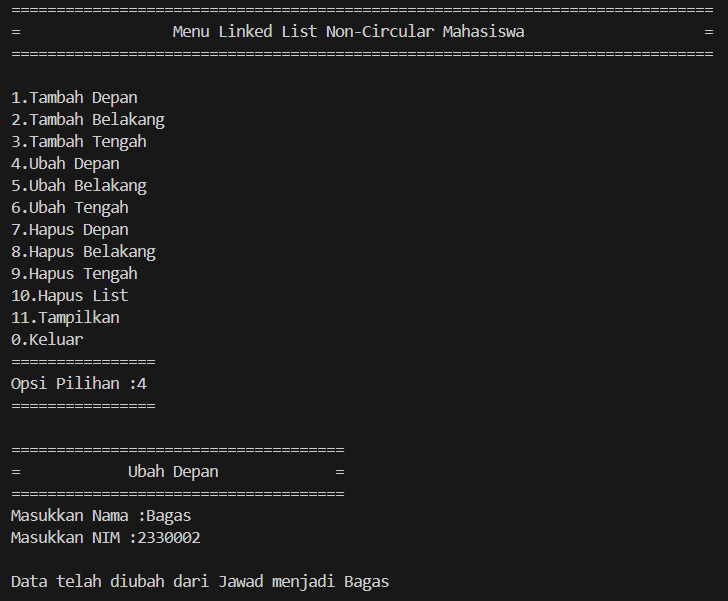 ==============================================================================
=                 Menu Linked List Non-Circular Mahasiswa                    =
==============================================================================
1.Tambah Depan
2.Tambah Belakang
3.Tambah Tengah
4.Ubah Depan
5.Ubah Belakang
6.Ubah Tengah
7.Hapus Depan
8.Hapus Belakang
9.Hapus Tengah
10.Hapus List
11.Tampilkan
0.Keluar
================
Opsi Pilihan :4
================
=====================================
=            Ubah Depan             =
=====================================
Masukkan Nama :Bagas
Masukkan NIM :2330002
Data telah diubah dari Jawad menjadi Bagas